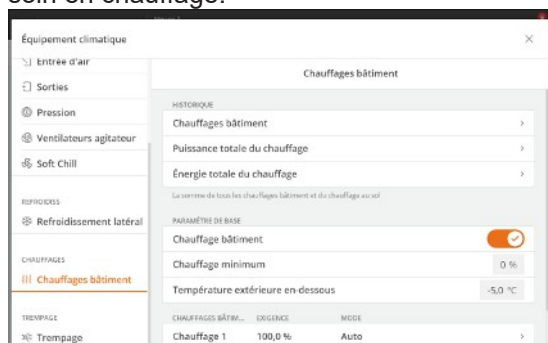 soin en chauffage.
Équipement climatique
Entrée d'air
Sorties
Pression
Ventilateurs agitateur
Soft Chill
REFROIDISS
Refroidissement latéral
CHAUFFAGES
Chauffages bâtiment
TREMPAGE
Trempage
Chauffages bâtiment
HISTORIQUE
Chauffages bâtiment
Puissance totale du chauffage
Énergie totale du chauffage
La somme de tous les chauffages bâtiment et du chauffage au sol
PARAMÈTRE DE BASE
Chauffage bâtiment
Chauffage minimum 0 %
Température extérieure en-dessous -5,0 °C
CHAUFFAGES BÂTIM... EXIGENCE MODE
Chauffage 1 100,0 % Auto